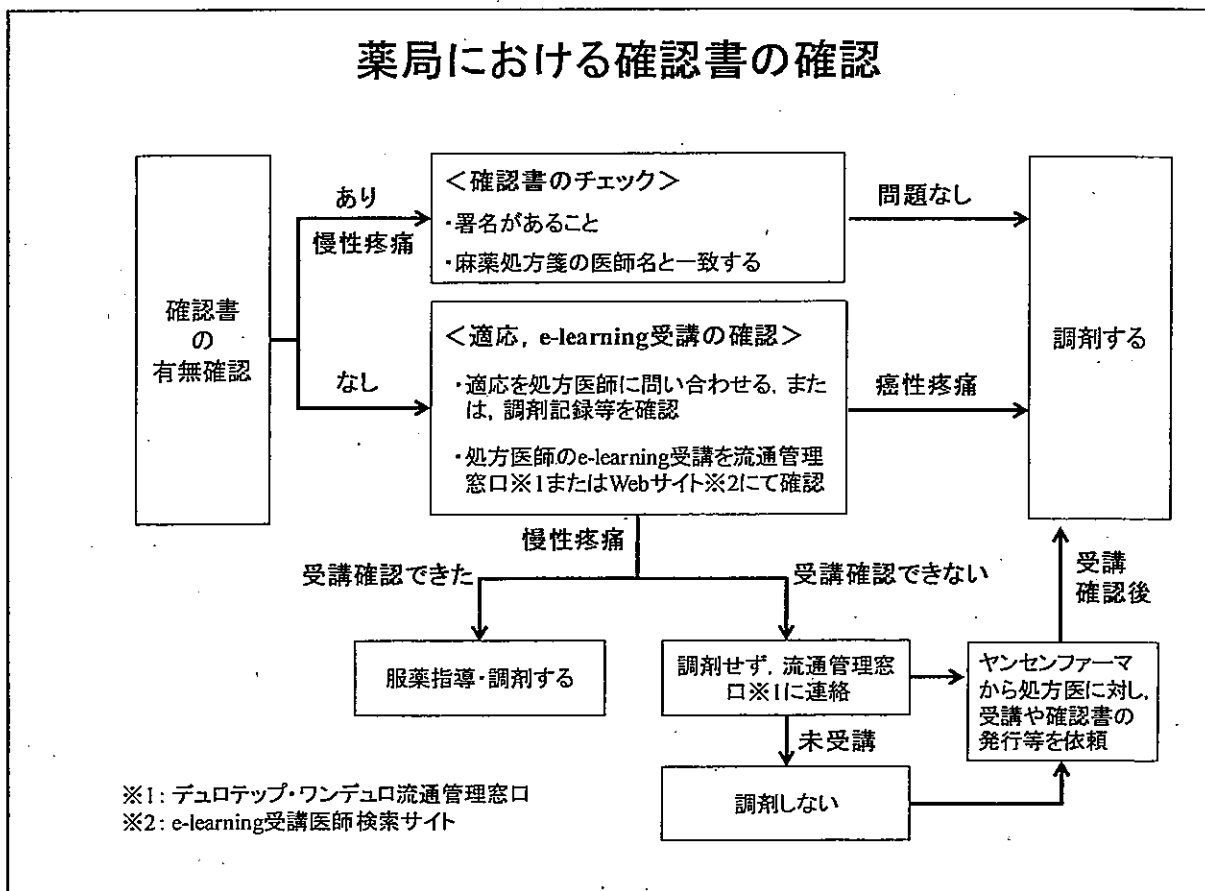 薬局における確認書の確認
確認書
の
有無確認
あり
慢性疼痛
＜確認書のチェック＞
・署名があること
・麻薬処方箋の医師名と一致する
問題なし
調剤する
なし
＜適応, e-learning受講の確認＞
・適応を処方医師に問い合わせる, また
は, 調剤記録等を確認
・処方医師のe-learning受講を流通管理
窓口※1またはWebサイト※2にて確認
癌性疼痛
慢性疼痛
受講確認できた
受講確認できない
服薬指導・調剤する
調剤せず, 流通管理窓
口※1に連絡
受講
確認後
ヤンセンファーマ
から処方医に対し,
受講や確認書の
発行等を依頼
未受講
調剤しない
※1: デュロテップ・ワンデュロ流通管理窓口
※2: e-learning受講医師検索サイト